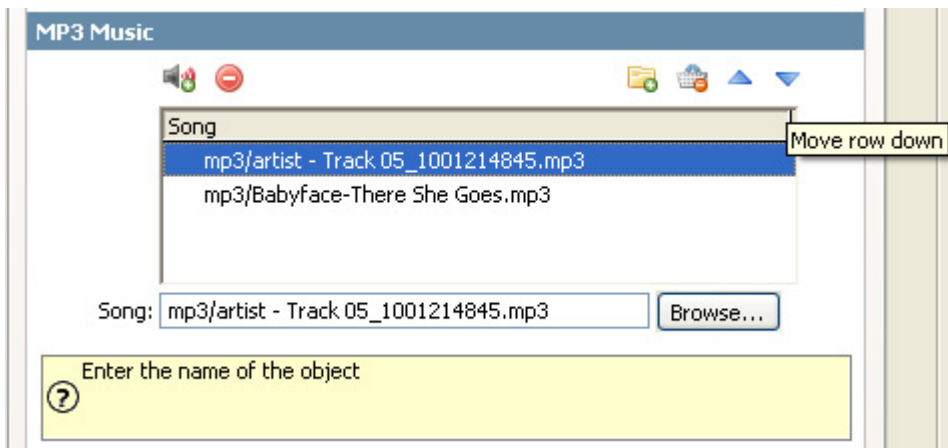 MP3 Music
Song
Move row down
mp3/artist - Track 05_1001214845.mp3
mp3/Babyface-There She Goes.mp3
Song: mp3/artist - Track 05_1001214845.mp3 Browse...
Enter the name of the object
?